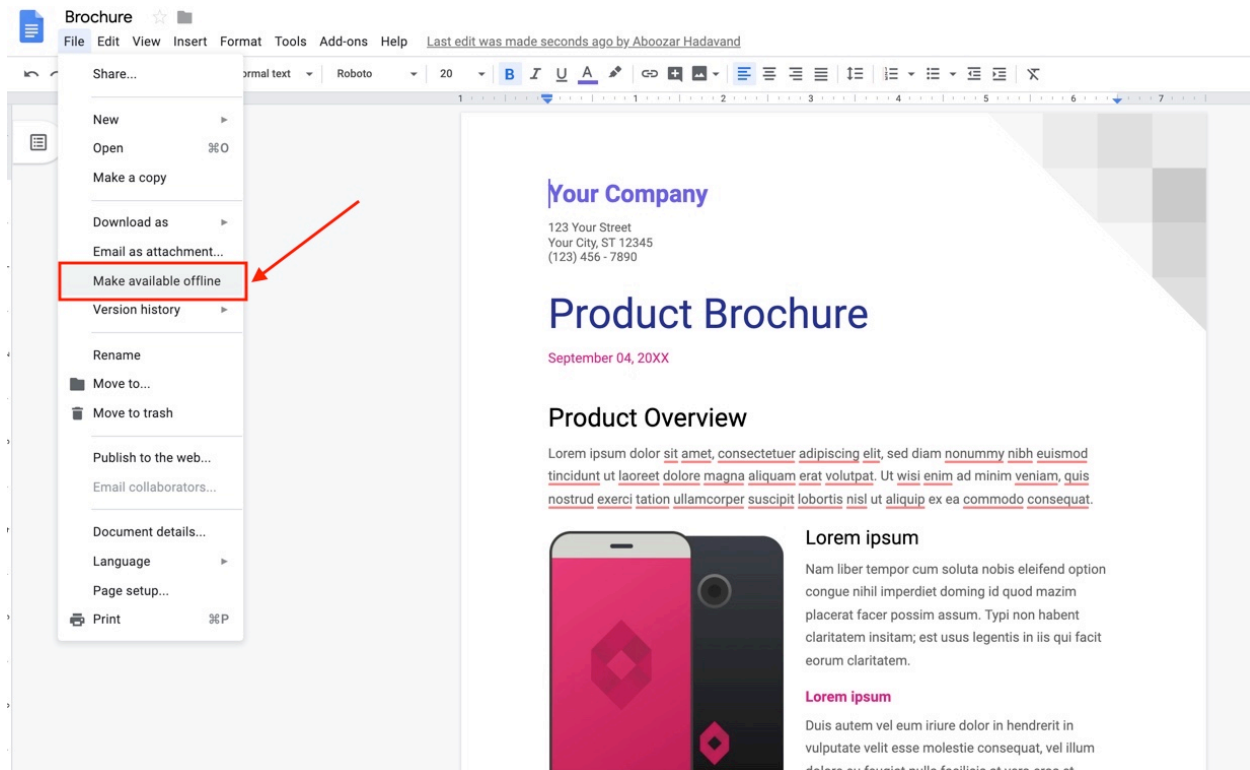 Brochure
File Edit View Insert Format Tools Add-ons Help Last edit was made seconds ago by Aboozar Hadavand
Share...
ormal text Roboto 20 B I U A
1 1 2 3 4 5 6 7
New
Open ⌘O
Make a copy
Download as
Email as attachment...
Make available offline
Version history
Rename
Move to...
Move to trash
Publish to the web...
Email collaborators...
Document details...
Language
Page setup...
Print ⌘P
Your Company
123 Your Street
Your City, ST 12345
(123) 456 - 7890
Product Brochure
September 04, 20XX
Product Overview
Lorem ipsum dolor sit amet, consectetuer adipiscing elit, sed diam nonummy nibh euismod
tincidunt ut laoreet dolore magna aliquam erat volutpat. Ut wisi enim ad minim veniam, quis
nostrud exerci tation ullamcorper suscipit lobortis nisl ut aliquip ex ea commodo consequat.
Lorem ipsum
Nam liber tempor cum soluta nobis eleifend option
congue nihil imperdiet doming id quod mazim
placerat facer possim assum. Typi non habent
claritatem insitam; est usus legentis in iis qui facit
eorum claritatem.
Lorem ipsum
Duis autem vel eum iriure dolor in hendrerit in
vulputate velit esse molestie consequat, vel illum